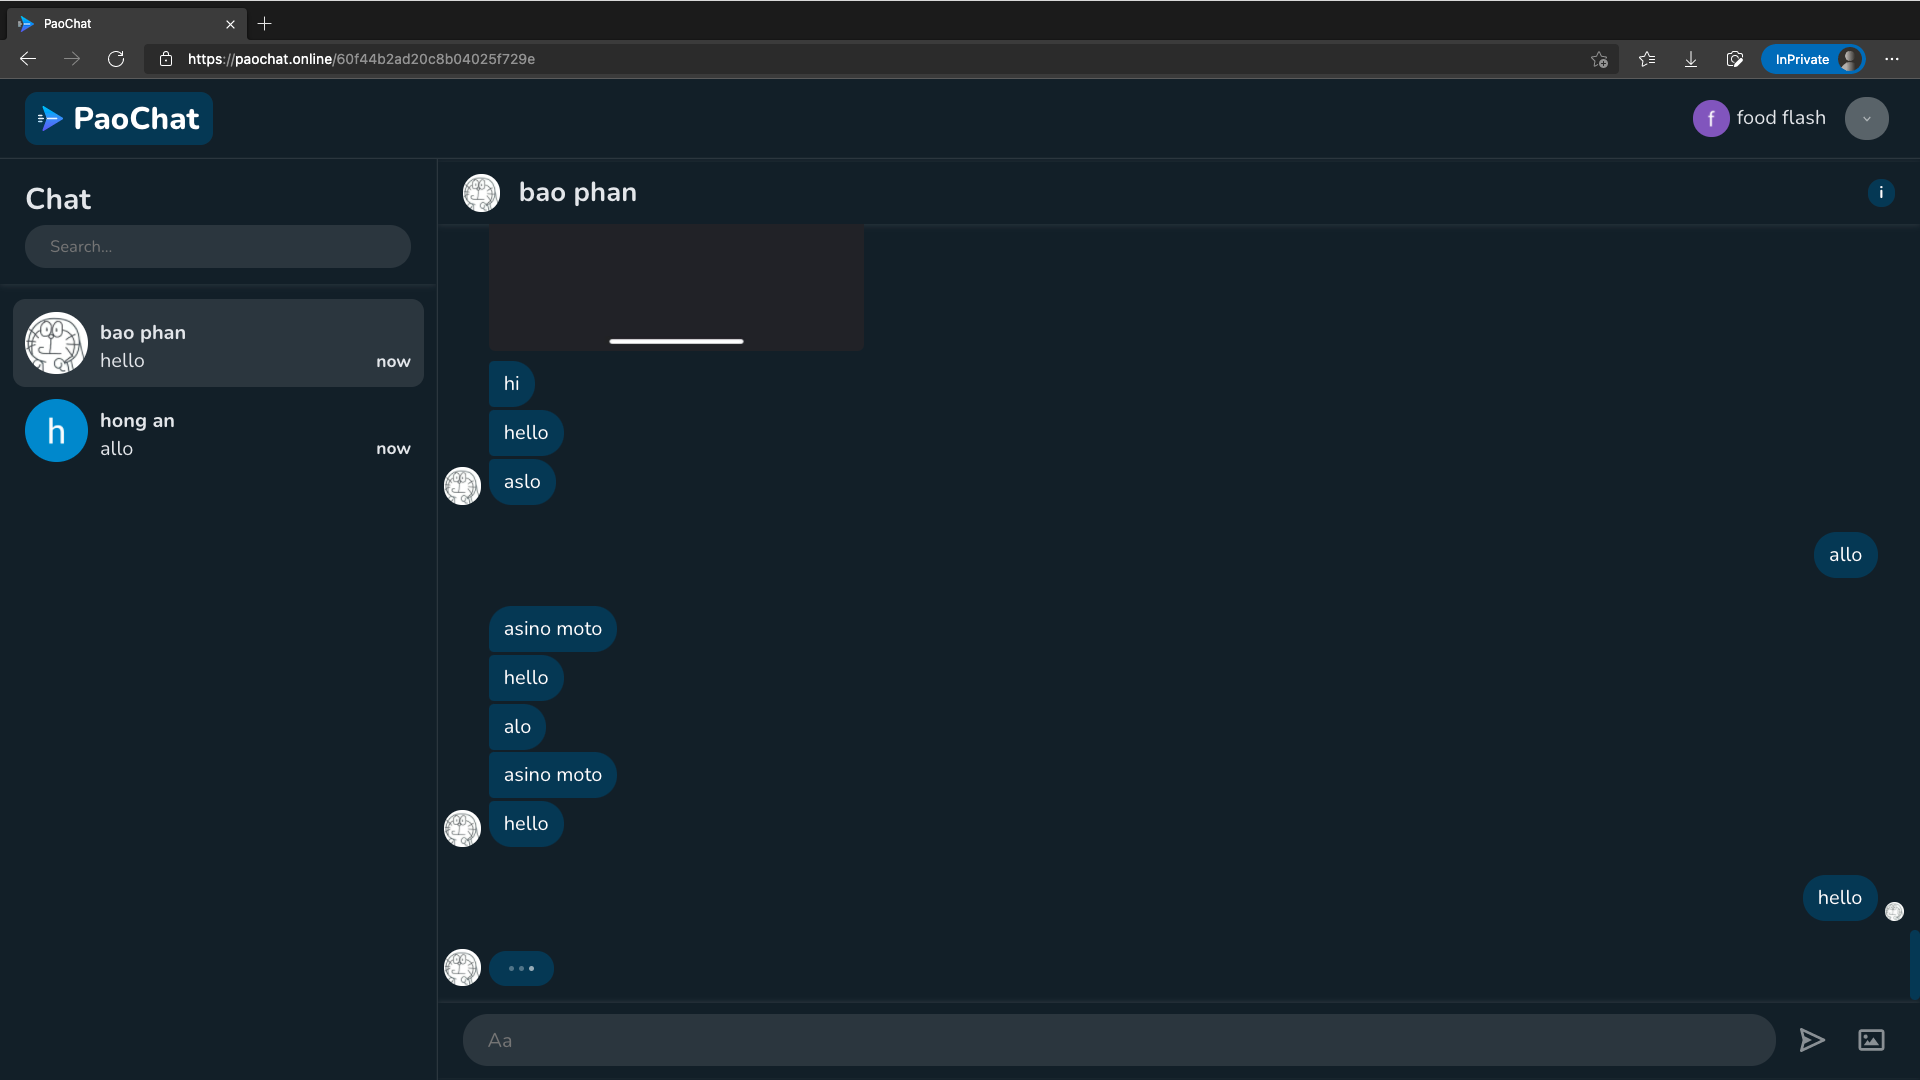 PaoChat
https://paochat.online/60f44b2ad20c8b04025f729e
InPrivate
PaoChat
f
food flash
Chat
Search...
bao phan
hello
now
h
hong an
allo
now
bao phan
i
hi
hello
aslo
allo
asino moto
hello
alo
asino moto
hello
hello
Aa